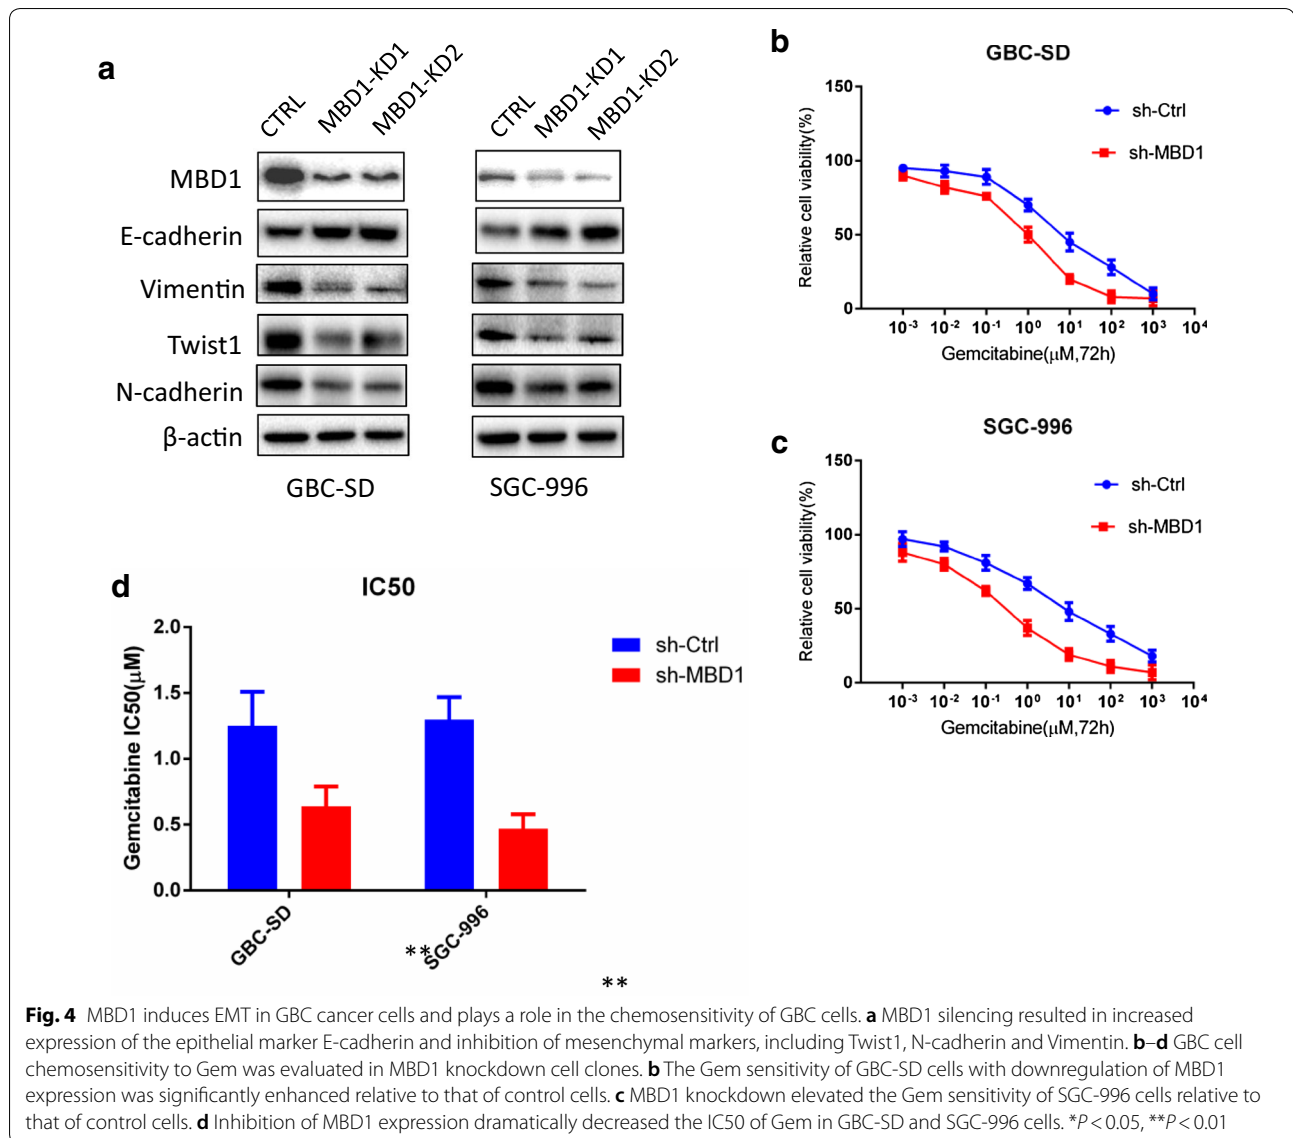 a
CTRL
MBD1-KD1
MBD1-KD2
CTRL
MBD1-KD1
MBD1-KD2
MBD1
E-cadherin
Vimentin
Twist1
N-cadherin
β-actin
GBC-SD
SGC-996
b
GBC-SD
Relative cell viability(%)
150
100
50
0
10⁻³ 10⁻² 10⁻¹ 10⁰ 10¹ 10² 10³ 10⁴
Gemcitabine(μM,72h)
sh-Ctrl
sh-MBD1
c
SGC-996
Relative cell viability(%)
150
100
50
0
10⁻³ 10⁻² 10⁻¹ 10⁰ 10¹ 10² 10³ 10⁴
Gemcitabine(μM,72h)
sh-Ctrl
sh-MBD1
d
IC50
Gemcitabine IC50(μM)
2.0
1.5
1.0
0.5
0.0
GBC-SD
SGC-996
sh-Ctrl
sh-MBD1
**
**
Fig. 4 MBD1 induces EMT in GBC cancer cells and plays a role in the chemosensitivity of GBC cells. a MBD1 silencing resulted in increased
expression of the epithelial marker E-cadherin and inhibition of mesenchymal markers, including Twist1, N-cadherin and Vimentin. b–d GBC cell
chemosensitivity to Gem was evaluated in MBD1 knockdown cell clones. b The Gem sensitivity of GBC-SD cells with downregulation of MBD1
expression was significantly enhanced relative to that of control cells. c MBD1 knockdown elevated the Gem sensitivity of SGC-996 cells relative to
that of control cells. d Inhibition of MBD1 expression dramatically decreased the IC50 of Gem in GBC-SD and SGC-996 cells. *P < 0.05, **P < 0.01